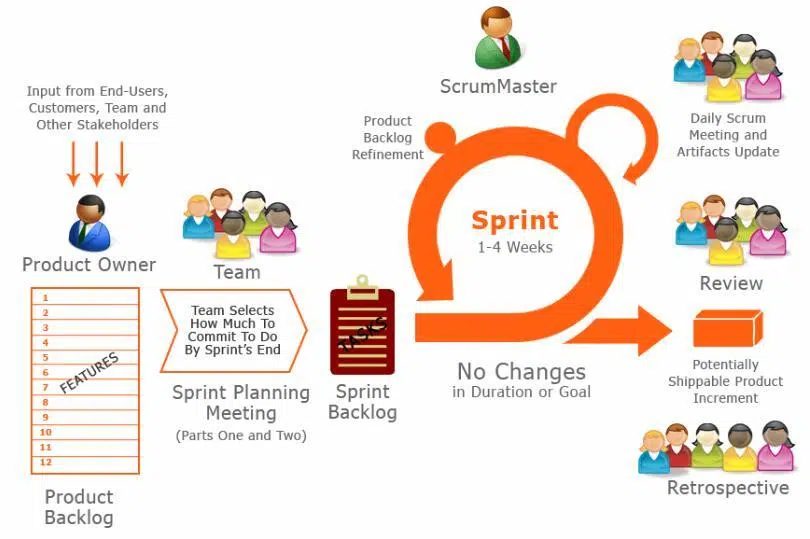 Input from End-Users,
Customers, Team and
Other Stakeholders
Product Owner
1
2
3
4
5
6
7
8
9
10
11
12
FEATURES
Product
Backlog
Team
Team Selects
How Much To
Commit To Do
By Sprint's End
Sprint Planning
Meeting
(Parts One and Two)
TASKS
Sprint
Backlog
ScrumMaster
Product
Backlog
Refinement
Sprint
1-4 Weeks
No Changes
in Duration or Goal
Daily Scrum
Meeting and
Artifacts Update
Review
Potentially
Shippable Product
Increment
Retrospective